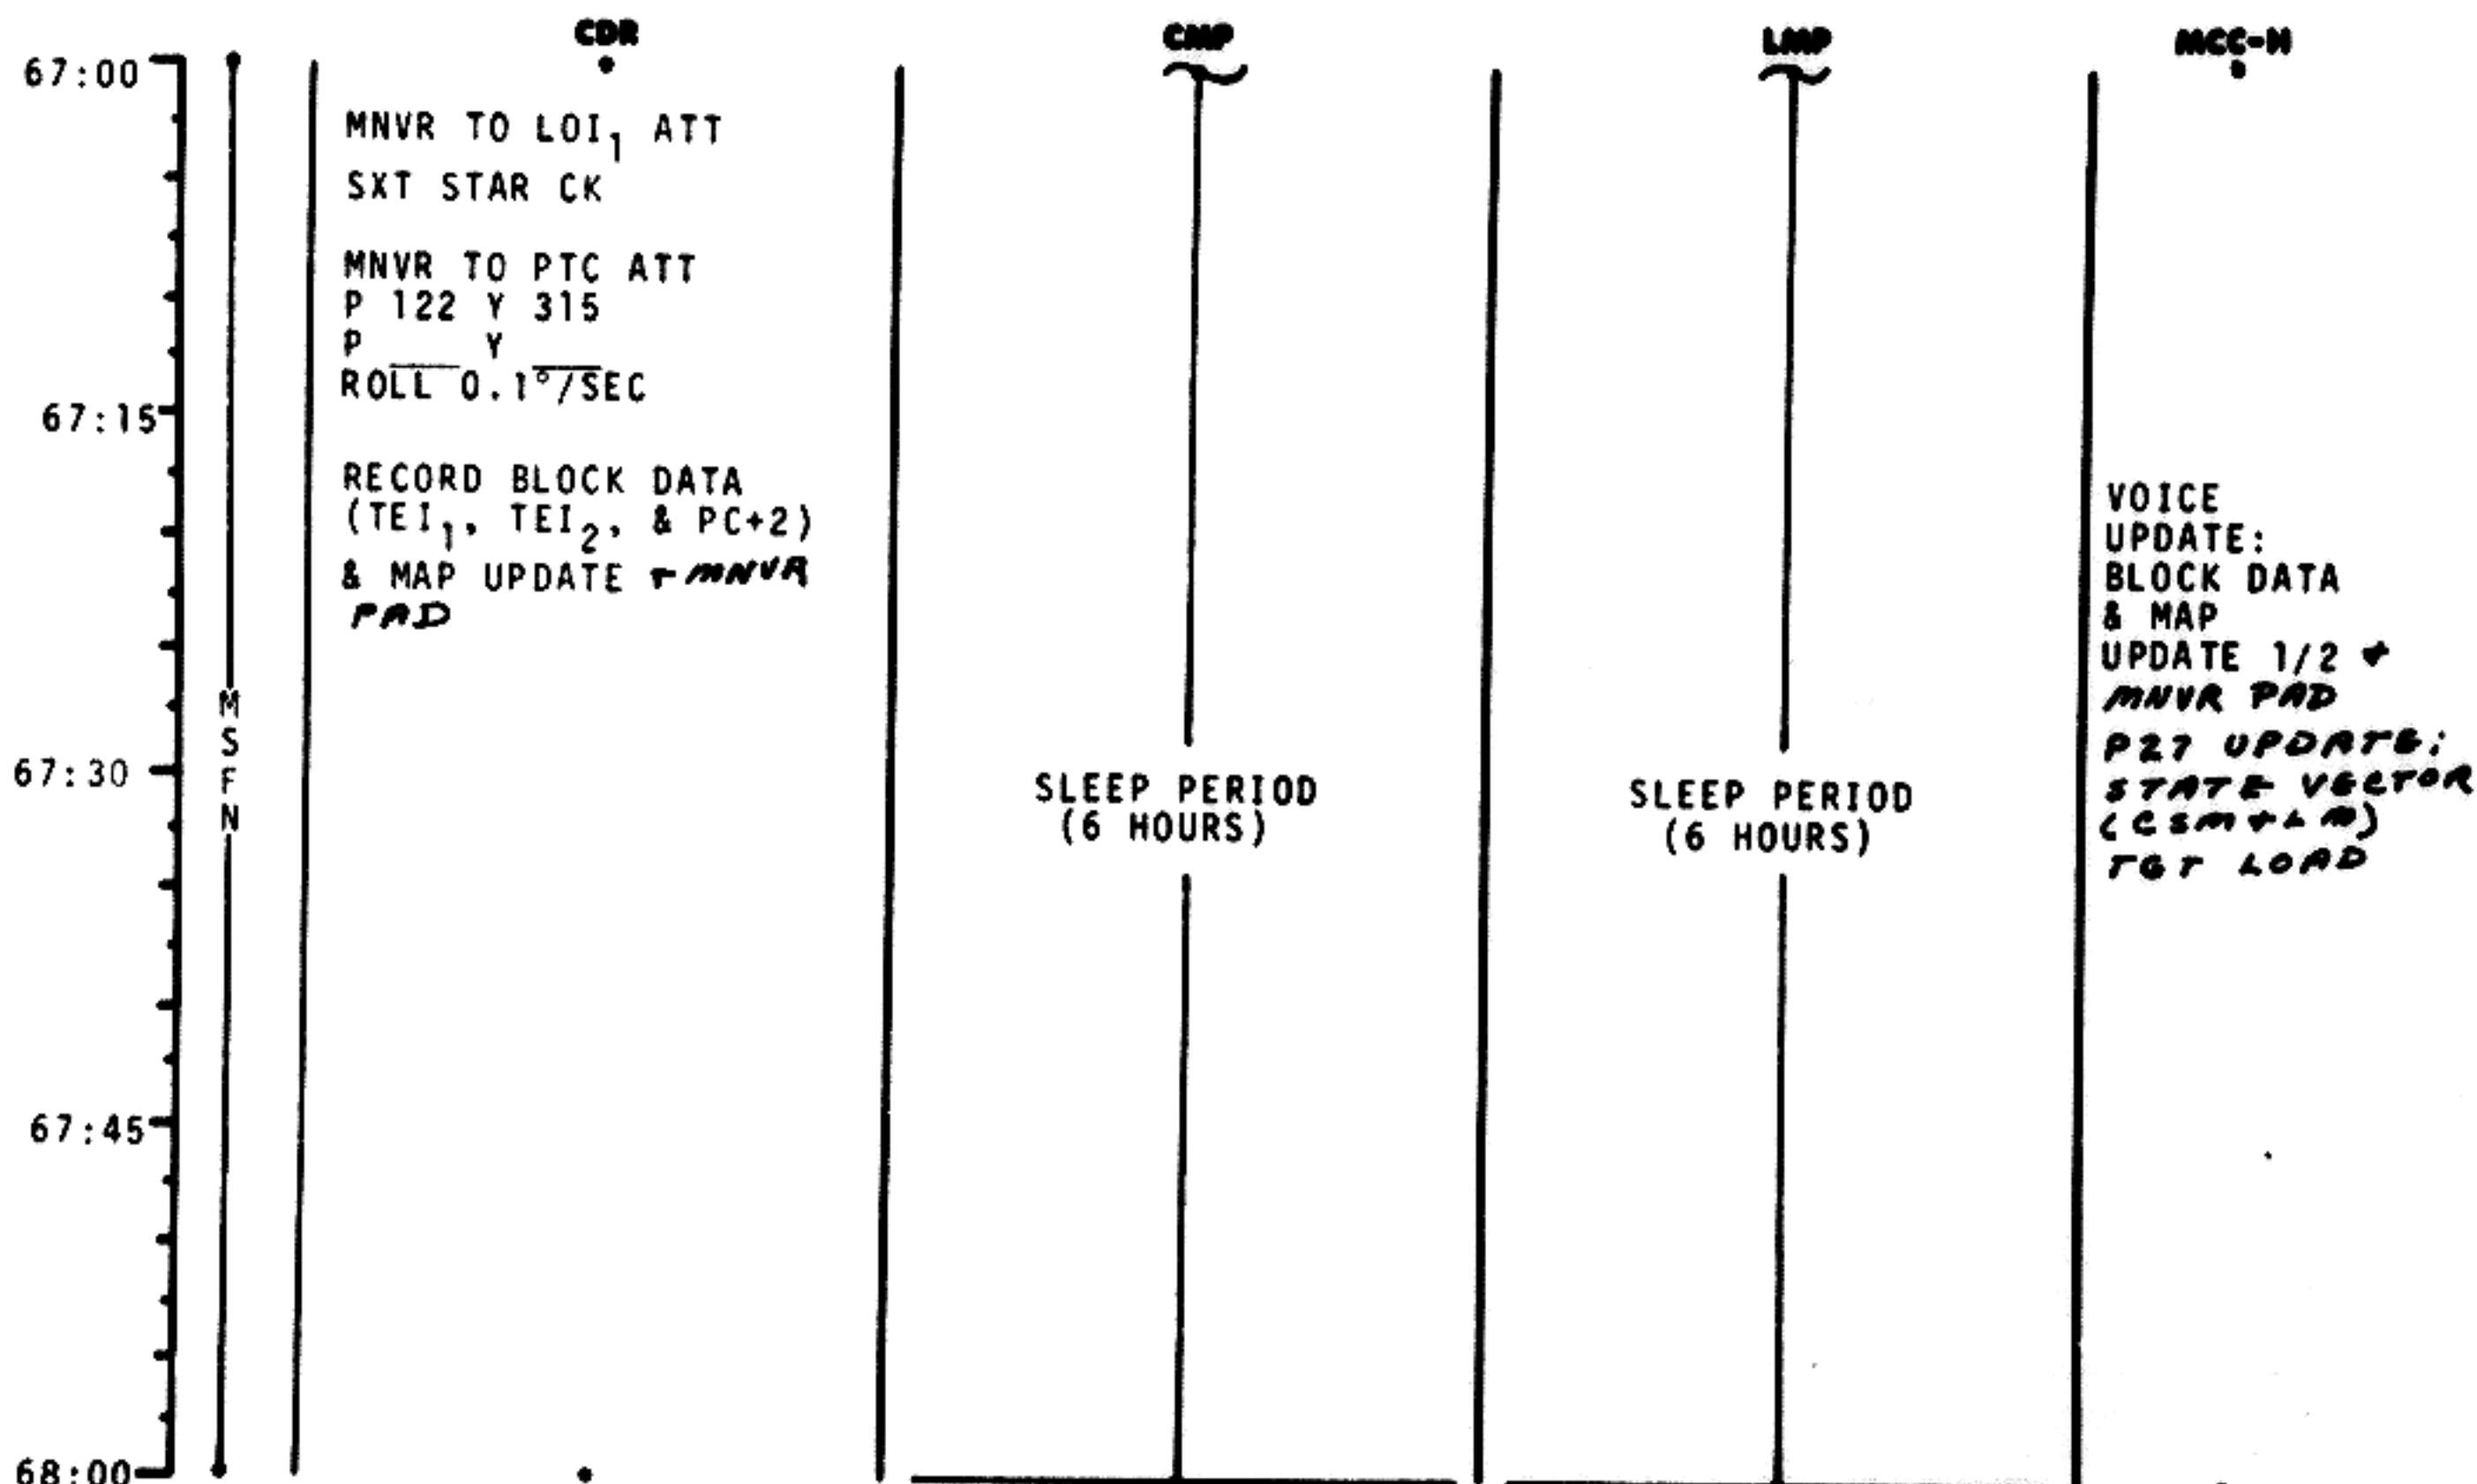 CDR CMP LMP MCC-H
67:00
MNVR TO LOI1 ATT
SXT STAR CK
MNVR TO PTC ATT
P 122 Y 315
P ___ Y ___
ROLL 0.1°/SEC
67:15
RECORD BLOCK DATA
(TEI1, TEI2, & PC+2)
& MAP UPDATE + MNVR
PAD
MSFN
67:30
67:45
68:00
SLEEP PERIOD
(6 HOURS)
SLEEP PERIOD
(6 HOURS)
VOICE
UPDATE:
BLOCK DATA
& MAP
UPDATE 1/2 +
MNVR PAD
P27 UPDATE:
STATE VECTOR
(CSM + LM)
TGT LOAD